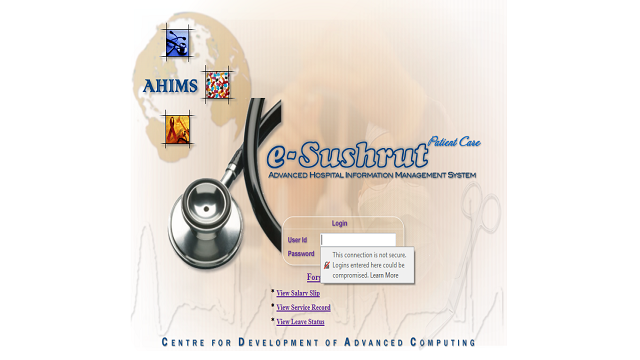 AHIMS
e-Sushrut Patient Care
ADVANCED HOSPITAL INFORMATION MANAGEMENT SYSTEM
Login
User Id
Password
This connection is not secure.
Logins entered here could be
compromised. Learn More
* View Salary Slip
* View Service Record
* View Leave Status
CENTRE FOR DEVELOPMENT OF ADVANCED COMPUTING